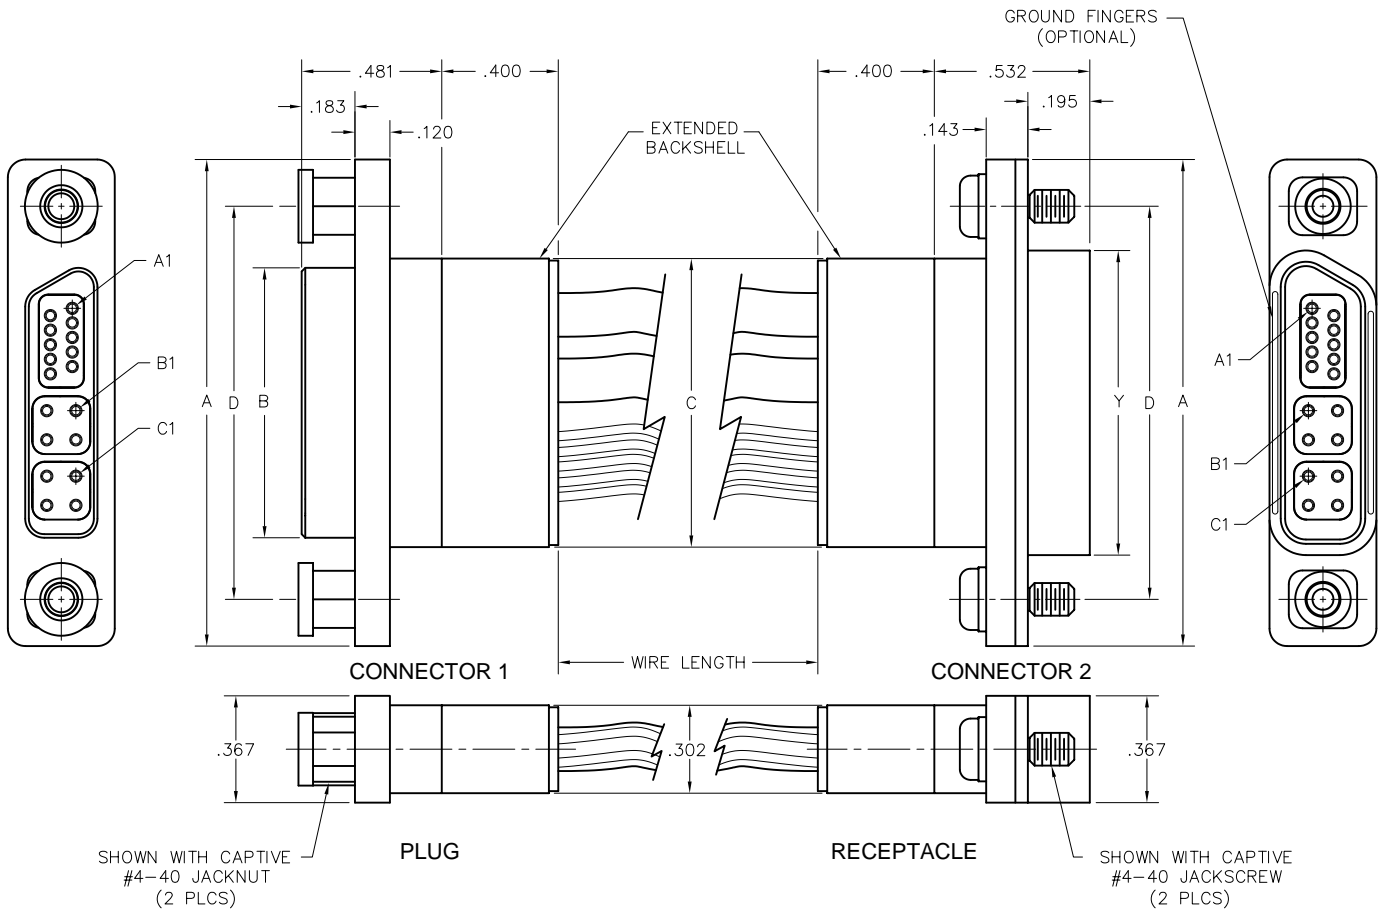 GROUND FINGERS
(OPTIONAL)
.481
.400
.400
.532
.183
.195
.120
.143
EXTENDED
BACKSHELL
A1
B1
C1
A
D
B
C
Y
D
A
A1
B1
C1
WIRE LENGTH
CONNECTOR 1
CONNECTOR 2
.367
.302
.367
PLUG
RECEPTACLE
SHOWN WITH CAPTIVE
#4-40 JACKNUT
(2 PLCS)
SHOWN WITH CAPTIVE
#4-40 JACKSCREW
(2 PLCS)